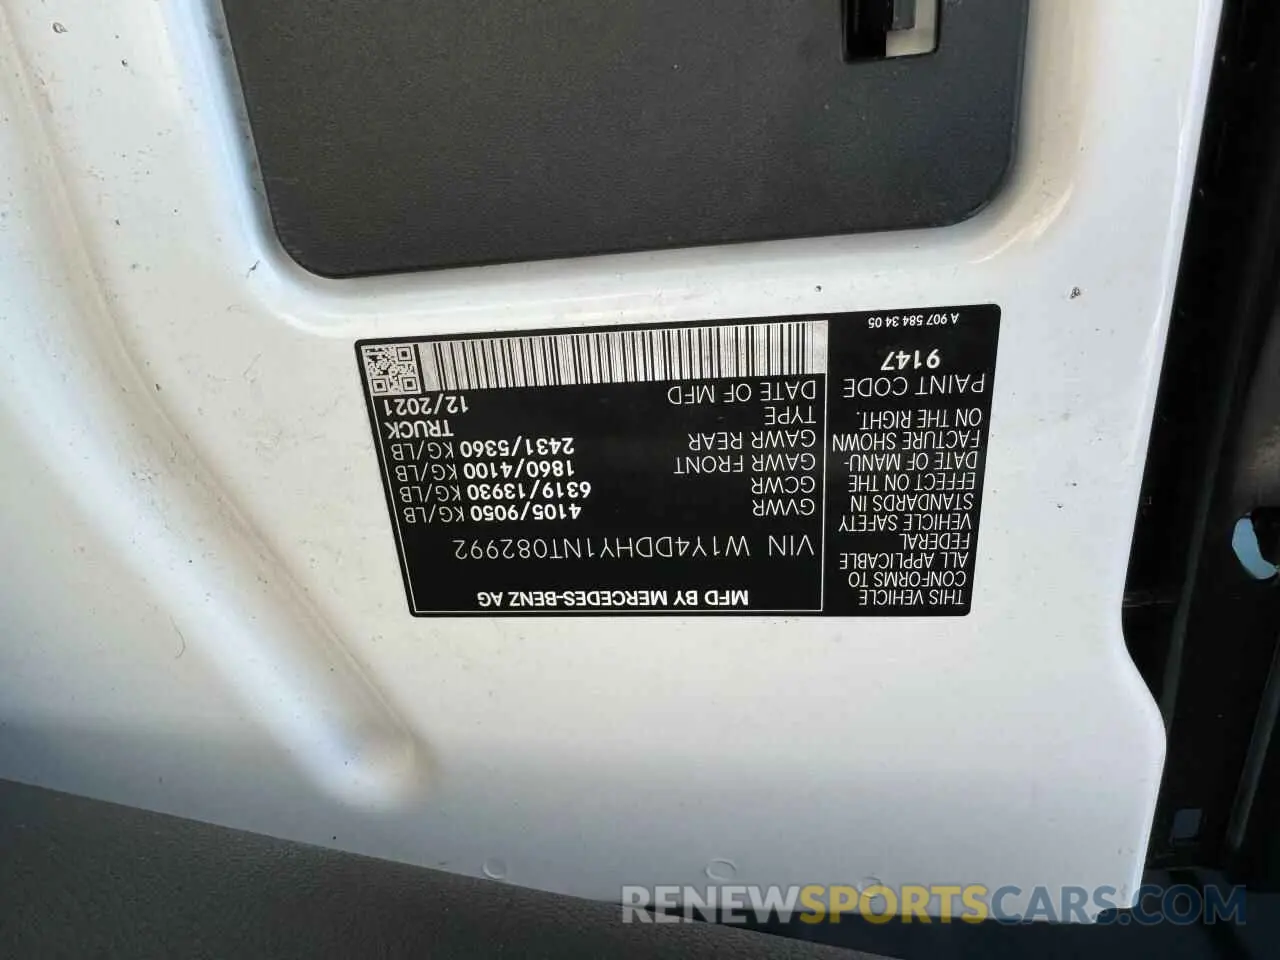 MFD BY MERCEDES-BENZ AG
VIN W1Y4DDHY1NT082992
GVWR 4105/9050 KG/LB
GCWR 6319/13930 KG/LB
GAWR FRONT 1860/4100 KG/LB
GAWR REAR 2431/5360 KG/LB
TYPE TRUCK
DATE OF MFD 12/2021
THIS VEHICLE
CONFORMS TO
ALL APPLICABLE
FEDERAL
VEHICLE SAFETY
STANDARDS IN
EFFECT ON THE
DATE OF MANU-
FACTURE SHOWN
ON THE RIGHT.
PAINT CODE
9147
A 907 584 34 05
RENEWSPORTSCARS.COM